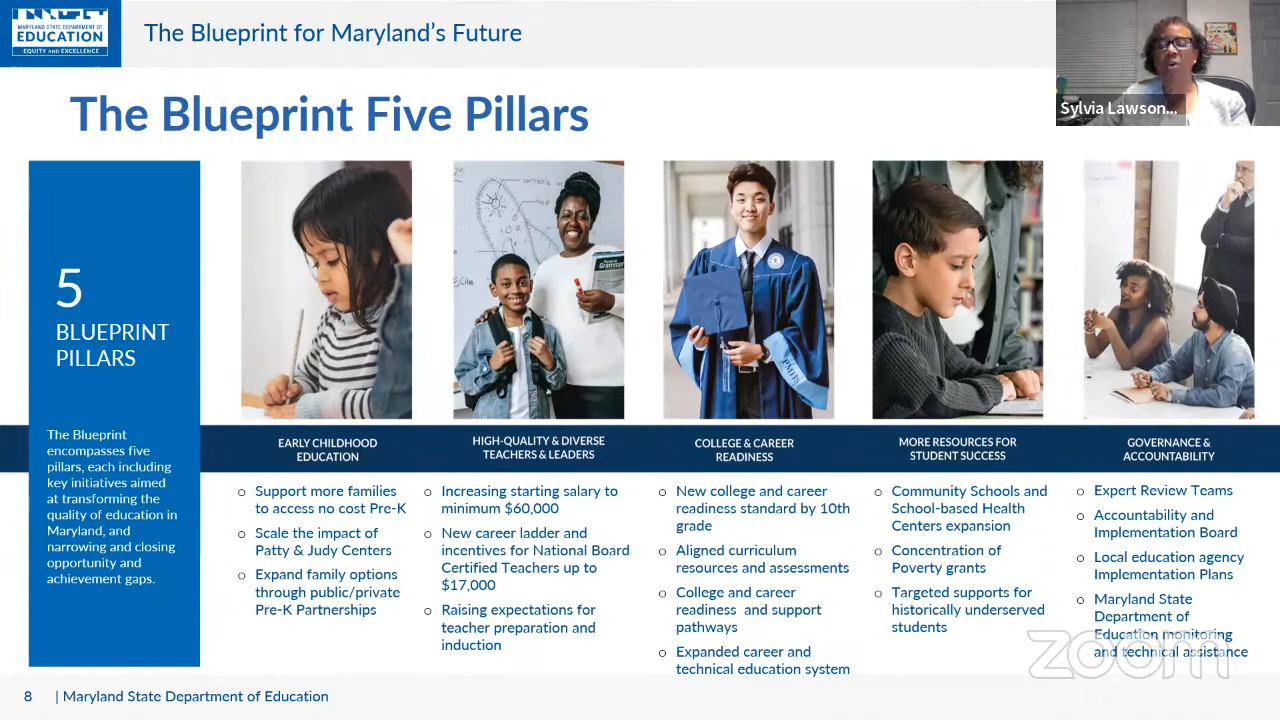 MARYLAND STATE DEPARTMENT OF
EDUCATION
EQUITY AND EXCELLENCE
The Blueprint for Maryland's Future
Sylvia Lawson...
The Blueprint Five Pillars
5
BLUEPRINT
PILLARS
The Blueprint
encompasses five
pillars, each including
key initiatives aimed
at transforming the
quality of education in
Maryland, and
narrowing and closing
opportunity and
achievement gaps.
Grammar
PMHS
EARLY CHILDHOOD
EDUCATION
○ Support more families
to access no cost Pre-K
○ Scale the impact of
Patty & Judy Centers
○ Expand family options
through public/private
Pre-K Partnerships
HIGH-QUALITY & DIVERSE
TEACHERS & LEADERS
○ Increasing starting salary to
minimum $60,000
○ New career ladder and
incentives for National Board
Certified Teachers up to
$17,000
○ Raising expectations for
teacher preparation and
induction
COLLEGE & CAREER
READINESS
○ New college and career
readiness standard by 10th
grade
○ Aligned curriculum
resources and assessments
○ College and career
readiness and support
pathways
○ Expanded career and
technical education system
MORE RESOURCES FOR
STUDENT SUCCESS
○ Community Schools and
School-based Health
Centers expansion
○ Concentration of
Poverty grants
○ Targeted supports for
historically underserved
students
GOVERNANCE &
ACCOUNTABILITY
○ Expert Review Teams
○ Accountability and
Implementation Board
○ Local education agency
Implementation Plans
○ Maryland State
Department of
Education monitoring
and technical assistance
zoom
8 | Maryland State Department of Education